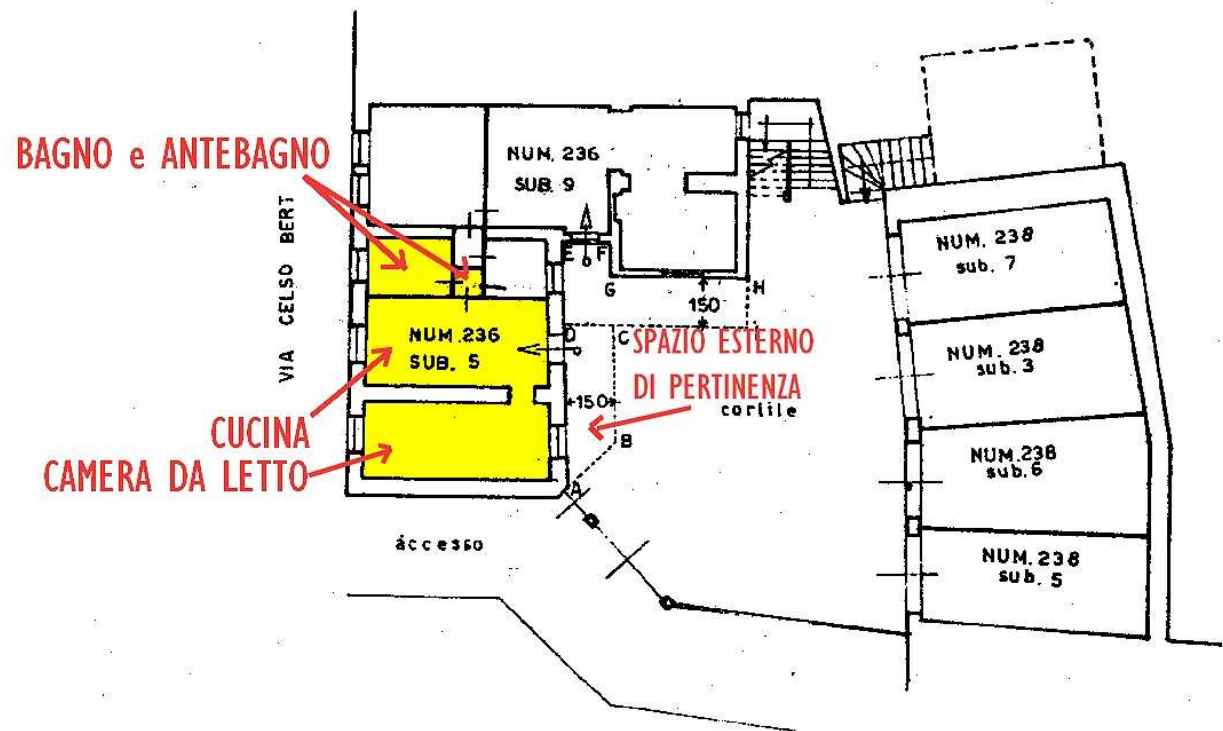 BAGNO e ANTEBAGNO
VIA CELSO BERT
NUM. 236
SUB. 9
E F
G
H
150
NUM. 236
SUB. 5
D
C
SPAZIO ESTERNO
DI PERTINENZA
150
cortile
B
CUCINA
CAMERA DA LETTO
A
accesso
NUM. 238
sub. 7
NUM. 238
sub. 3
NUM. 238
sub. 6
NUM. 238
sub. 5